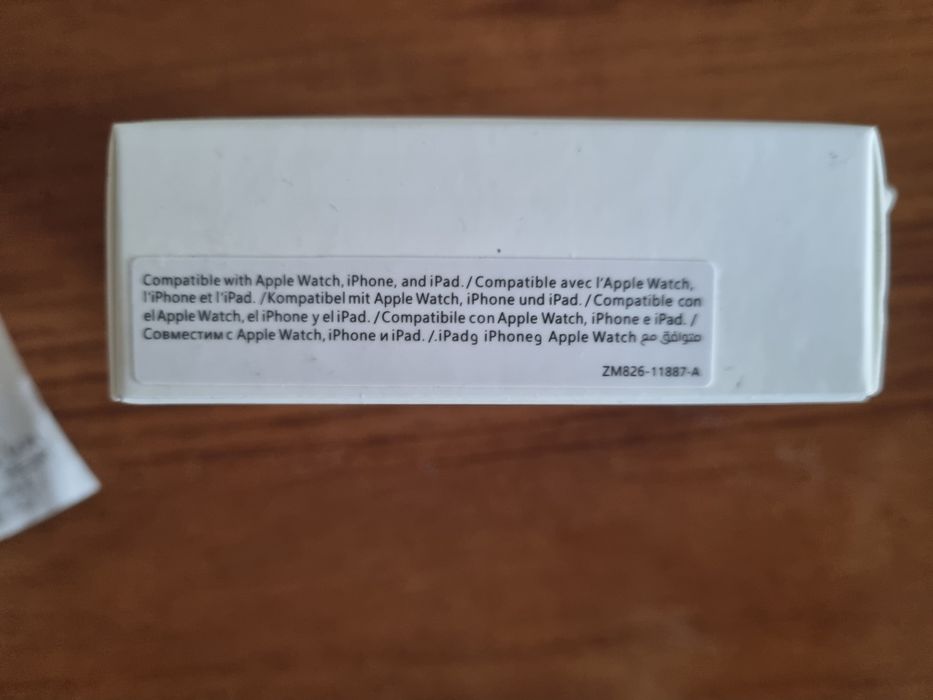 Compatible with Apple Watch, iPhone, and iPad. / Compatible avec l'Apple Watch,
l'iPhone et l'iPad. / Kompatibel mit Apple Watch, iPhone und iPad. / Compatible con
el Apple Watch, el iPhone y el iPad. / Compatibile con Apple Watch, iPhone e iPad. /
Совместим с Apple Watch, iPhone и iPad. / متوافق مع Apple Watch وiPhone وiPad.
ZM826-11887-A